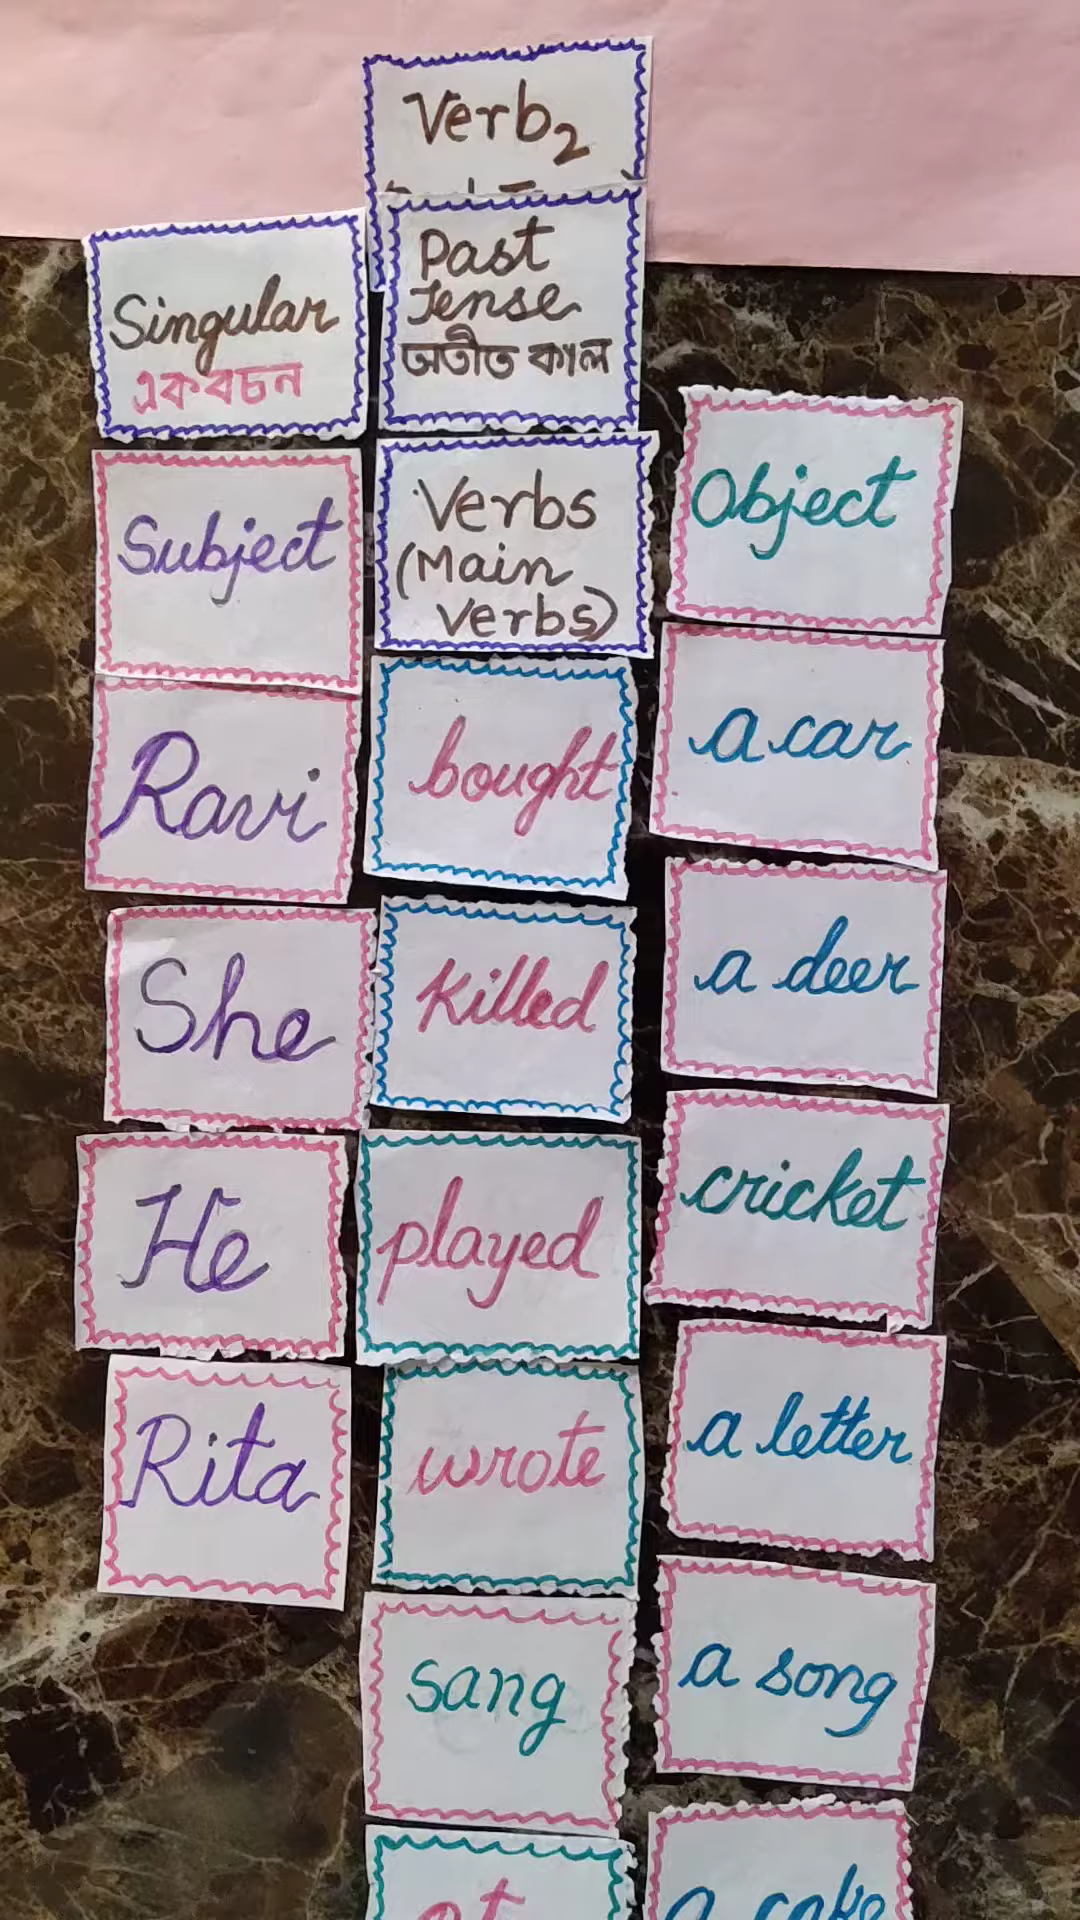 Verb2
Past
Tense
অতীত কাল
Singular
একবচন
Subject
Verbs
(Main
verbs)
Object
Ravi
bought
a car
She
killed
a deer
He
played
cricket
Rita
wrote
a letter
sang
a song
a cake